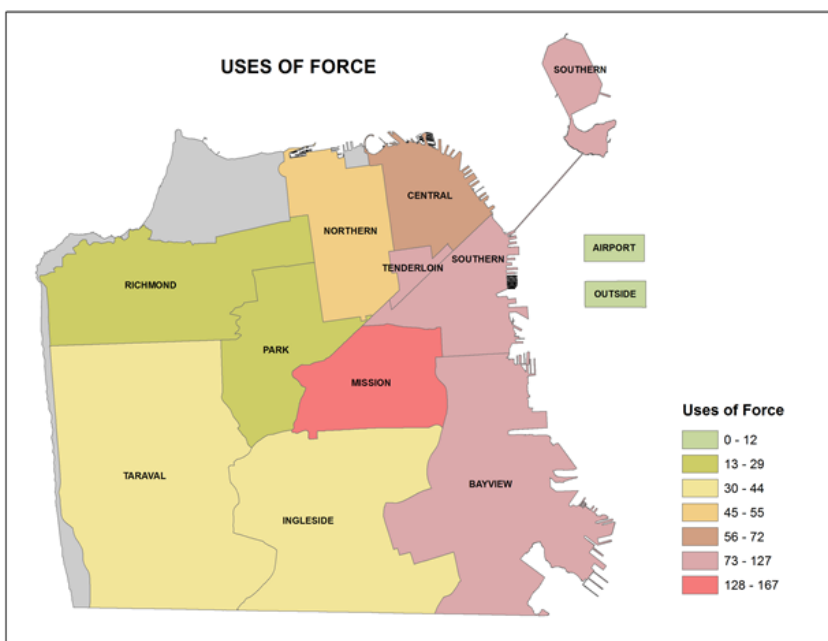 USES OF FORCE
SOUTHERN
CENTRAL
NORTHERN
AIRPORT
SOUTHERN
TENDERLOIN
RICHMOND
OUTSIDE
PARK
MISSION
TARAVAL
BAYVIEW
INGLESIDE
Uses of Force
0 - 12
13 - 29
30 - 44
45 - 55
56 - 72
73 - 127
128 - 167